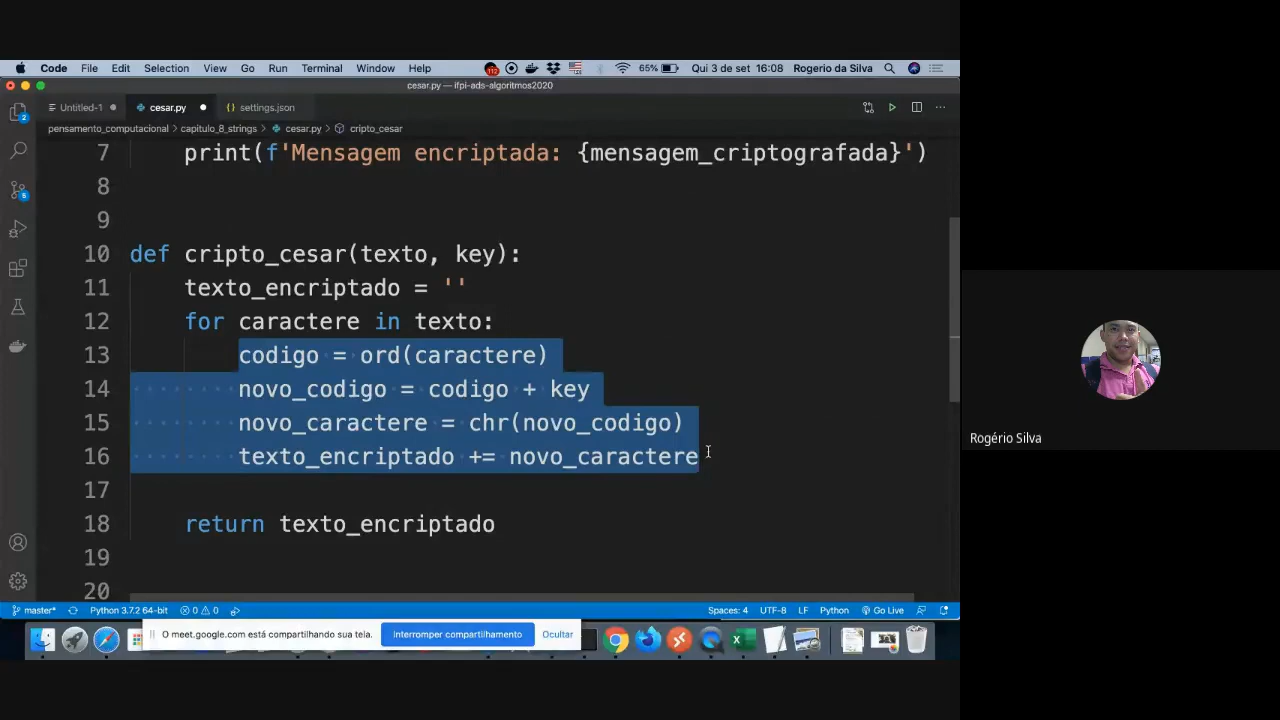 Code File Edit Selection View Go Run Terminal Window Help 112 65% Qui 3 de set 16:08 Rogerio da Silva
cesar.py — ifpi-ads-algoritmos2020
Untitled-1 cesar.py settings.json
pensamento_computacional > capitulo_8_strings > cesar.py > cripto_cesar
7 print(f'Mensagem encriptada: {mensagem_criptografada}')
8
9
10 def cripto_cesar(texto, key):
11 texto_encriptado = ''
12 for caractere in texto:
13 codigo = ord(caractere)
14 novo_codigo = codigo + key
15 novo_caractere = chr(novo_codigo)
16 texto_encriptado += novo_caractere
17
18 return texto_encriptado
19
20
master* Python 3.7.2 64-bit 0 0 Spaces: 4 UTF-8 LF Python Go Live
O meet.google.com está compartilhando sua tela. Interromper compartilhamento Ocultar
Rogério Silva